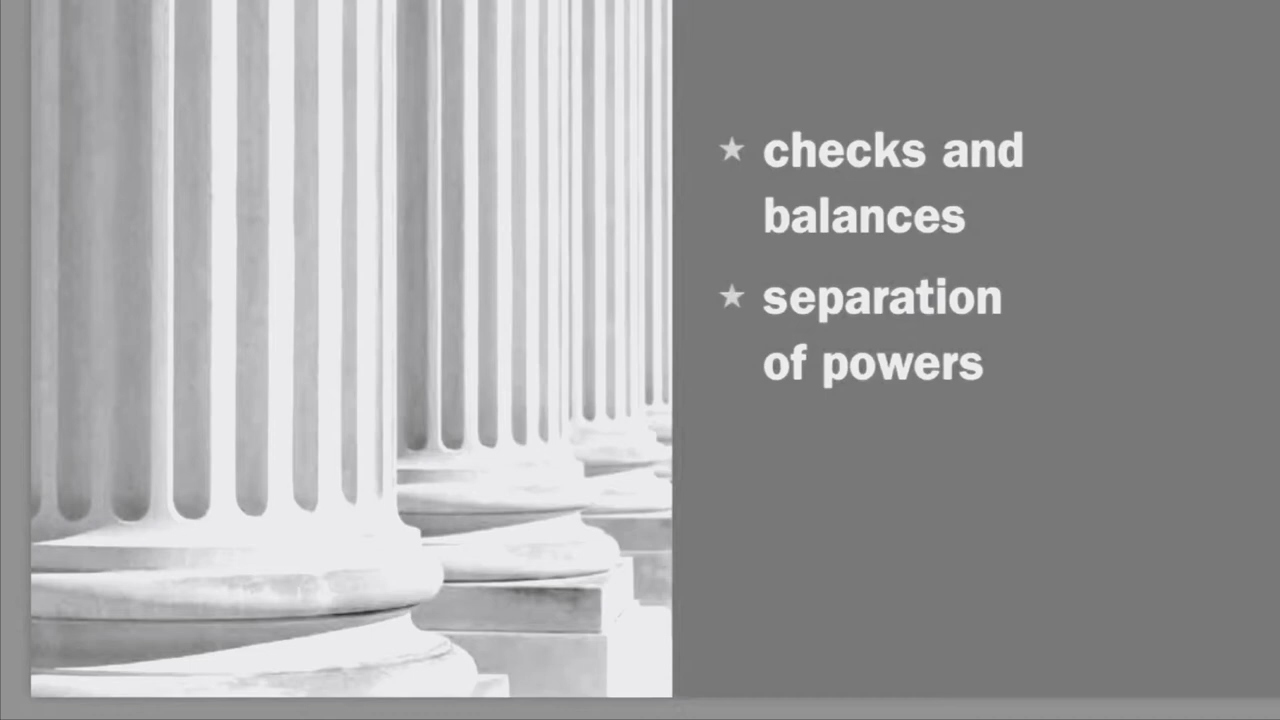 ★ checks and
balances
★ separation
of powers